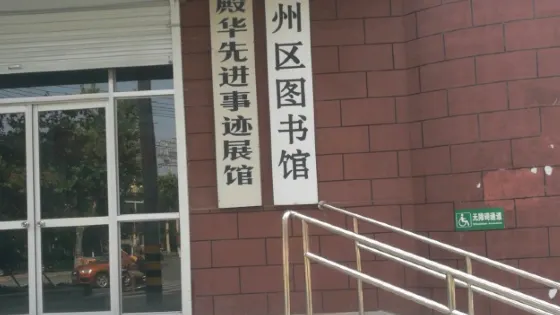 殿华先进事迹展馆
州区图书馆
无障碍通道